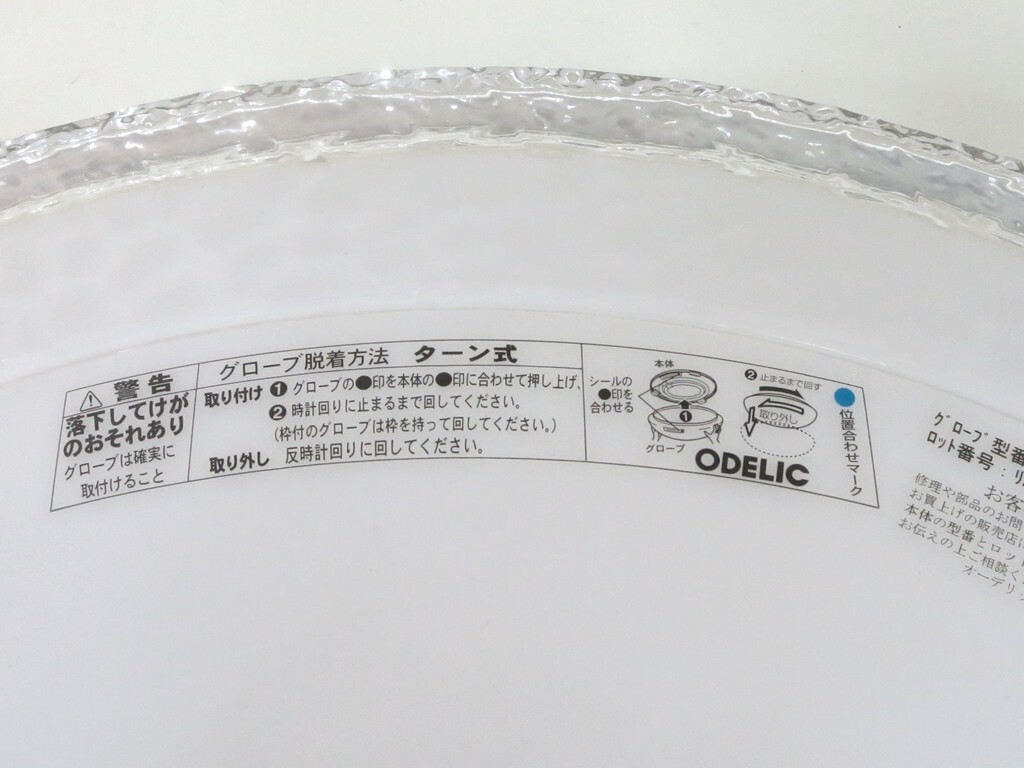 警告
落下してけが
のおそれあり
グローブは確実に
取付けること
グローブ脱着方法 ターン式
取り付け ❶ グローブの●印を本体の●印に合わせて押し上げ、
❷ 時計回りに止まるまで回してください。
(枠付のグローブは枠を持って回してください。)
取り外し 反時計回りに回してください。
本体
シールの
●印を
合わせる
❶
グローブ
❷ 止まるまで回す
取り外し
ODELIC
位置合わせマーク
グローブ型番
ロット番号:リ
お客
修理や部品のお問
お買上げの販売店
本体の型番とロット
お伝えの上ご相談く
オーデリ